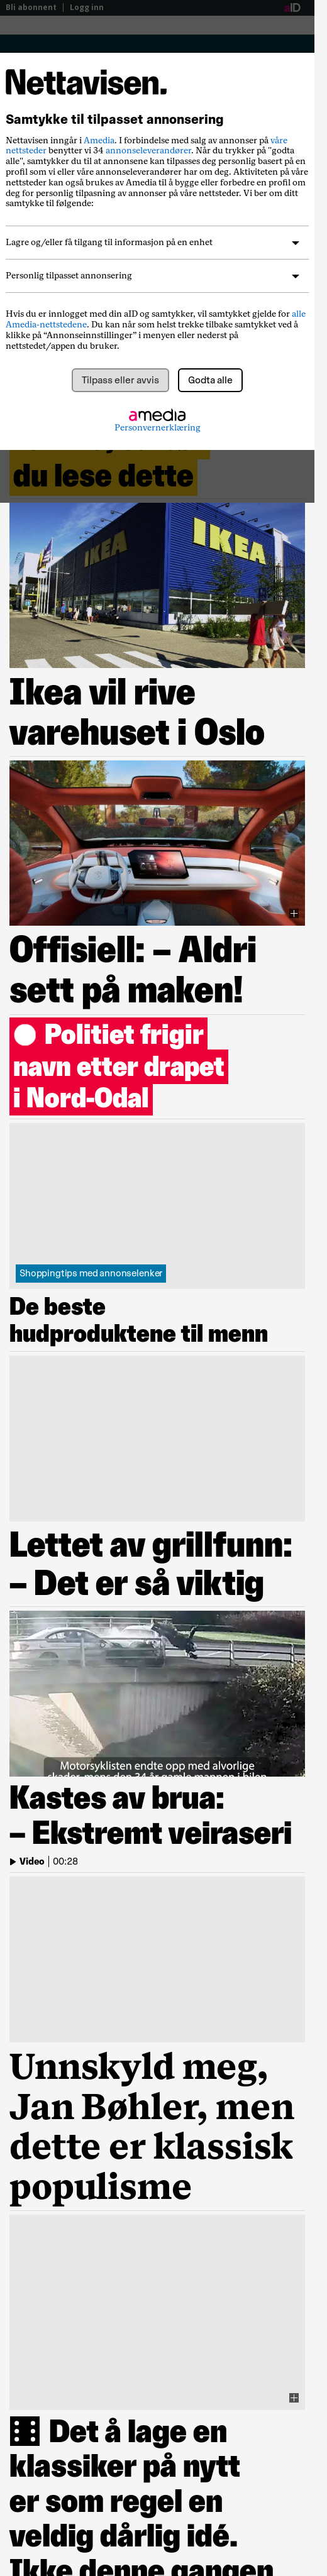 Bli abonnent | Logg inn
aID
Nettavisen.
Samtykke til tilpasset annonsering
Nettavisen inngår i Amedia. I forbindelse med salg av annonser på våre
nettsteder benytter vi 34 annonseleverandører. Når du trykker på "godta
alle", samtykker du til at annonsene kan tilpasses deg personlig basert på en
profil som vi eller våre annonseleverandører har om deg. Aktiviteten på våre
nettsteder kan også brukes av Amedia til å bygge eller forbedre en profil om
deg for personlig tilpasning av annonser på våre nettsteder. Vi ber om ditt
samtykke til følgende:
Lagre og/eller få tilgang til informasjon på en enhet
Personlig tilpasset annonsering
Hvis du er innlogget med din aID og samtykker, vil samtykket gjelde for alle
Amedia-nettstedene. Du kan når som helst trekke tilbake samtykket ved å
klikke på “Annonseinnstillinger” i menyen eller nederst på
nettstedet/appen du bruker.
Tilpass eller avvis
Godta alle
amedia
Personvernerklæring
du lese dette
IKEA
IKEA
Ikea vil rive
varehuset i Oslo
Offisiell: – Aldri
sett på maken!
Politiet frigir
navn etter drapet
i Nord-Odal
Shoppingtips med annonselenker
De beste
hudproduktene til menn
Lettet av grillfunn:
– Det er så viktig
Motorsyklisten endte opp med alvorlige
skader, mens den 34 år gamle mannen i bilen
Kastes av brua:
– Ekstremt veiraseri
Video | 00:28
Unnskyld meg,
Jan Bøhler, men
dette er klassisk
populisme
Det å lage en
klassiker på nytt
er som regel en
veldig dårlig idé.
Ikke denne gangen